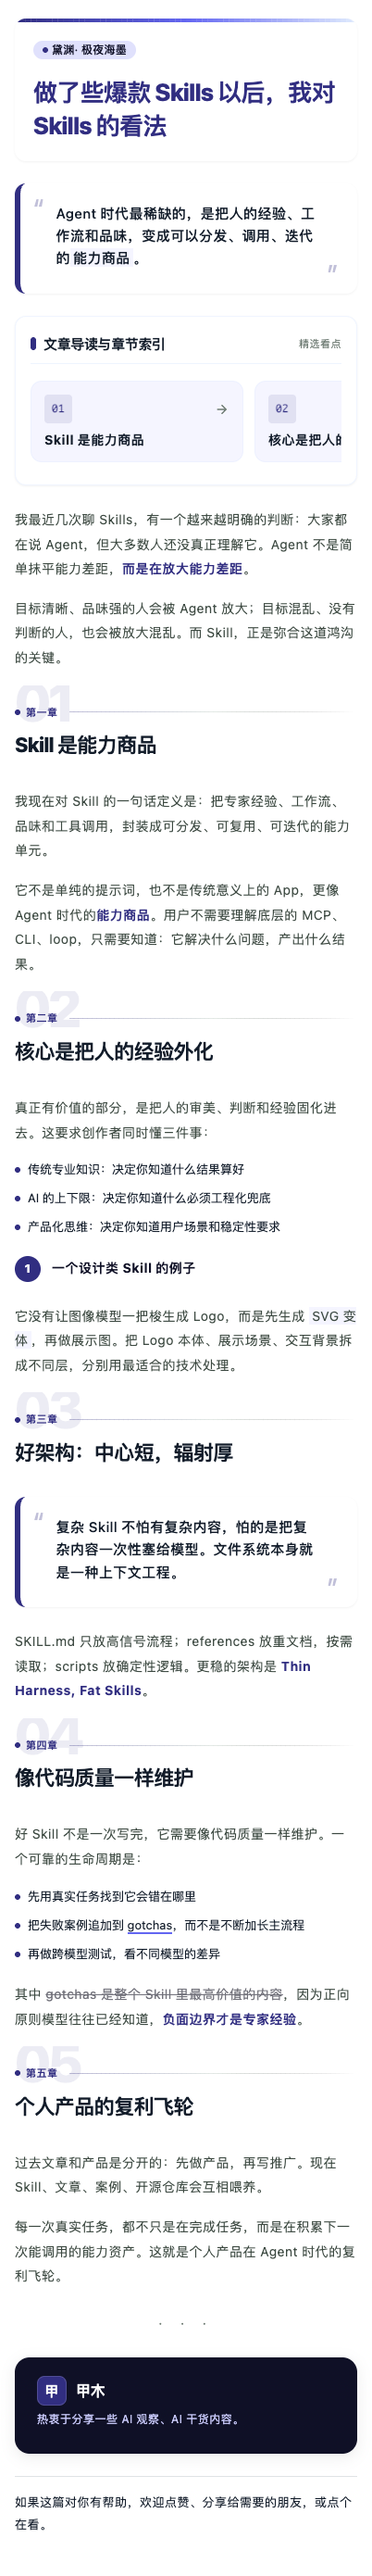 黛渊· 极夜海墨
做了些爆款 Skills 以后，我对
Skills 的看法
“
Agent 时代最稀缺的，是把人的经验、工
作流和品味，变成可以分发、调用、迭代
的 能力商品 。
”
文章导读与章节索引
精选看点
01
→
Skill 是能力商品
02
核心是把人的
我最近几次聊 Skills，有一个越来越明确的判断：大家都
在说 Agent，但大多数人还没真正理解它。Agent 不是简
单抹平能力差距，而是在放大能力差距。
目标清晰、品味强的人会被 Agent 放大；目标混乱、没有
判断的人，也会被放大混乱。而 Skill，正是弥合这道鸿沟
的关键。
01
第一章
Skill 是能力商品
我现在对 Skill 的一句话定义是：把专家经验、工作流、
品味和工具调用，封装成可分发、可复用、可迭代的能力
单元。
它不是单纯的提示词，也不是传统意义上的 App，更像
Agent 时代的能力商品。用户不需要理解底层的 MCP、
CLI、loop，只需要知道：它解决什么问题，产出什么结
果。
02
第二章
核心是把人的经验外化
真正有价值的部分，是把人的审美、判断和经验固化进
去。这要求创作者同时懂三件事：
传统专业知识：决定你知道什么结果算好
AI 的上下限：决定你知道什么必须工程化兜底
产品化思维：决定你知道用户场景和稳定性要求
1 一个设计类 Skill 的例子
它没有让图像模型一把梭生成 Logo，而是先生成 SVG 变
体，再做展示图。把 Logo 本体、展示场景、交互背景拆
成不同层，分别用最适合的技术处理。
03
第三章
好架构：中心短，辐射厚
“
复杂 Skill 不怕有复杂内容，怕的是把复
杂内容一次性塞给模型。文件系统本身就
是一种上下文工程。
”
SKILL.md 只放高信号流程；references 放重文档，按需
读取；scripts 放确定性逻辑。更稳的架构是 Thin
Harness, Fat Skills。
04
第四章
像代码质量一样维护
好 Skill 不是一次写完，它需要像代码质量一样维护。一
个可靠的生命周期是：
先用真实任务找到它会错在哪里
把失败案例追加到 gotchas，而不是不断加长主流程
再做跨模型测试，看不同模型的差异
其中 gotchas 是整个 Skill 里最高价值的内容，因为正向
原则模型往往已经知道，负面边界才是专家经验。
05
第五章
个人产品的复利飞轮
过去文章和产品是分开的：先做产品，再写推广。现在
Skill、文章、案例、开源仓库会互相喂养。
每一次真实任务，都不只是在完成任务，而是在积累下一
次能调用的能力资产。这就是个人产品在 Agent 时代的复
利飞轮。
· · ·
甲 甲木
热衷于分享一些 AI 观察、AI 干货内容。
如果这篇对你有帮助，欢迎点赞、分享给需要的朋友，或点个
在看。